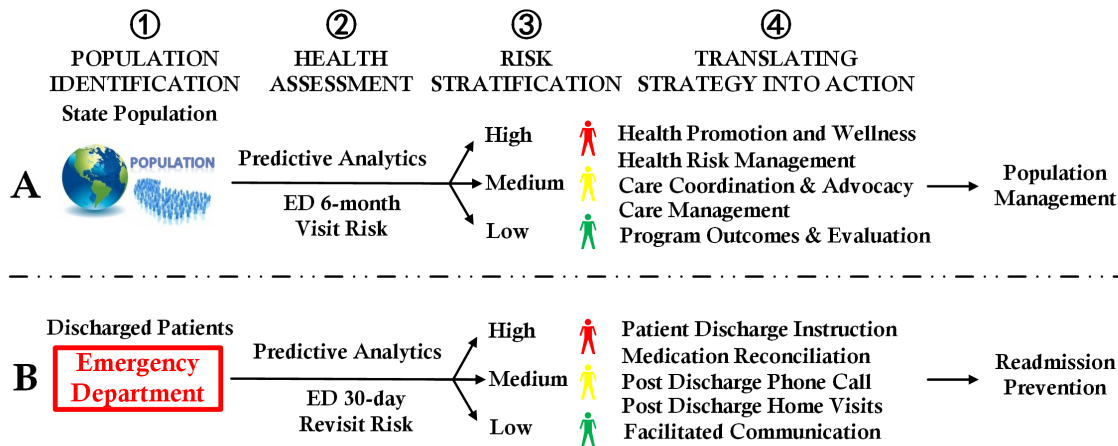 ① ② ③ ④
POPULATION IDENTIFICATION
HEALTH ASSESSMENT
RISK STRATIFICATION
TRANSLATING STRATEGY INTO ACTION
A
State Population
POPULATION
Predictive Analytics
ED 6-month
Visit Risk
High
Medium
Low
Health Promotion and Wellness
Health Risk Management
Care Coordination & Advocacy
Care Management
Program Outcomes & Evaluation
Population
Management
B
Discharged Patients
Emergency
Department
Predictive Analytics
ED 30-day
Revisit Risk
High
Medium
Low
Patient Discharge Instruction
Medication Reconciliation
Post Discharge Phone Call
Post Discharge Home Visits
Facilitated Communication
Readmission
Prevention